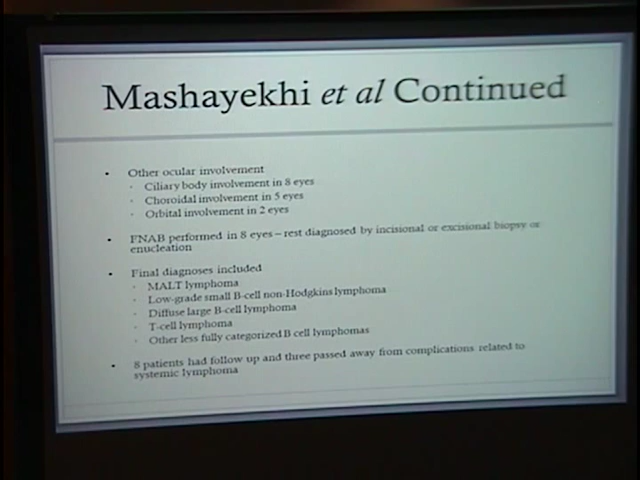 Mashayekhi et al Continued
Other ocular involvement
Ciliary body involvement in 8 eyes
Choroidal involvement in 5 eyes
Orbital involvement in 2 eyes
FNAB performed in 8 eyes – rest diagnosed by incisional or excisional biopsy or
enucleation
Final diagnoses included
MALT lymphoma
Low-grade small B-cell non-Hodgkins lymphoma
Diffuse large B-cell lymphoma
T-cell lymphoma
Other less fully categorized B cell lymphomas
8 patients had follow up and three passed away from complications related to
systemic lymphoma